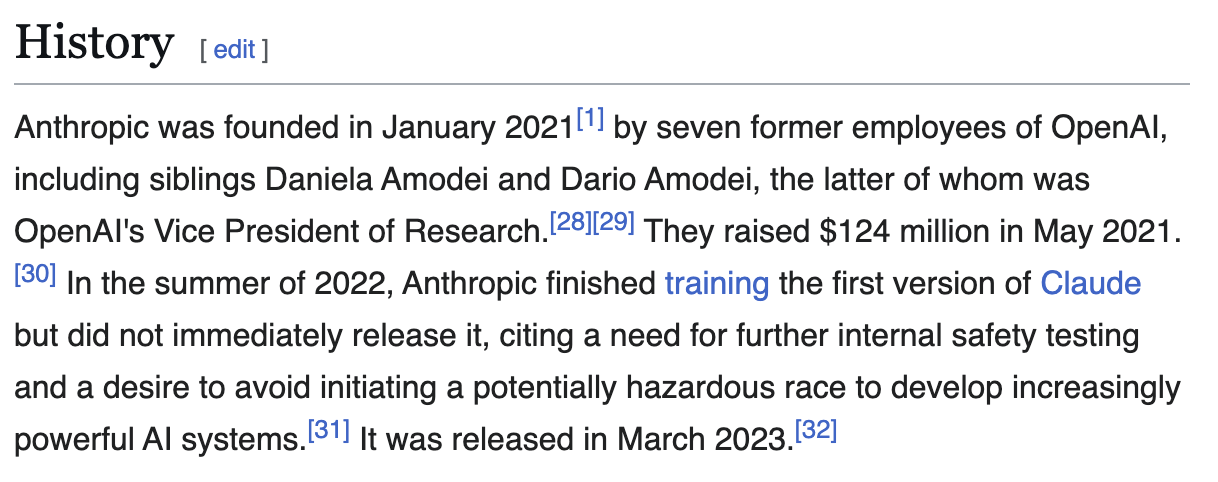 History [ edit ]
Anthropic was founded in January 2021[1] by seven former employees of OpenAI,
including siblings Daniela Amodei and Dario Amodei, the latter of whom was
OpenAI's Vice President of Research.[28][29] They raised $124 million in May 2021.
[30] In the summer of 2022, Anthropic finished training the first version of Claude
but did not immediately release it, citing a need for further internal safety testing
and a desire to avoid initiating a potentially hazardous race to develop increasingly
powerful AI systems.[31] It was released in March 2023.[32]